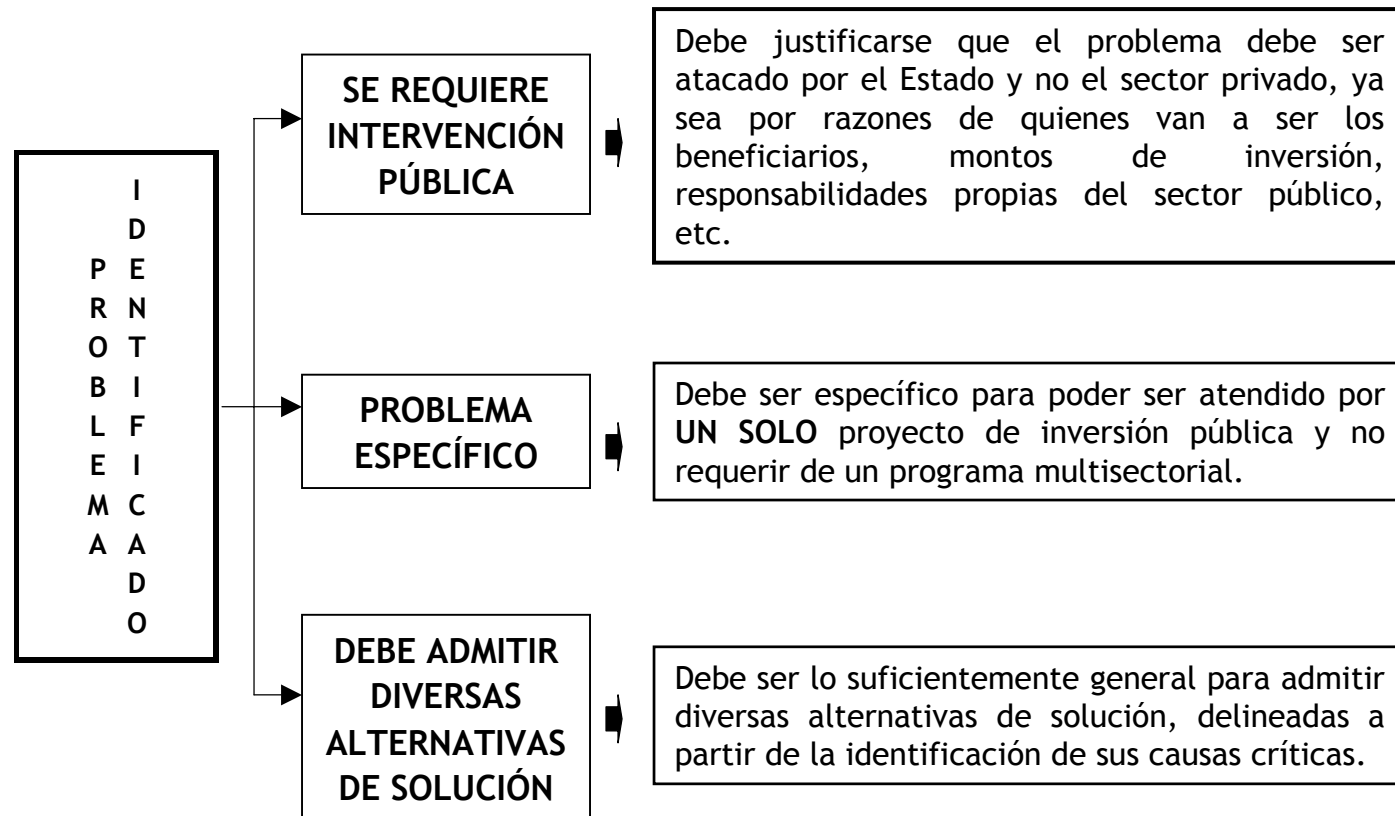 PROBLEMA
IDENTIFICADO
SE REQUIERE
INTERVENCIÓN
PÚBLICA
Debe justificarse que el problema debe ser
atacado por el Estado y no el sector privado, ya
sea por razones de quienes van a ser los
beneficiarios, montos de inversión,
responsabilidades propias del sector público,
etc.
PROBLEMA
ESPECÍFICO
Debe ser específico para poder ser atendido por
UN SOLO proyecto de inversión pública y no
requerir de un programa multisectorial.
DEBE ADMITIR
DIVERSAS
ALTERNATIVAS
DE SOLUCIÓN
Debe ser lo suficientemente general para admitir
diversas alternativas de solución, delineadas a
partir de la identificación de sus causas críticas.